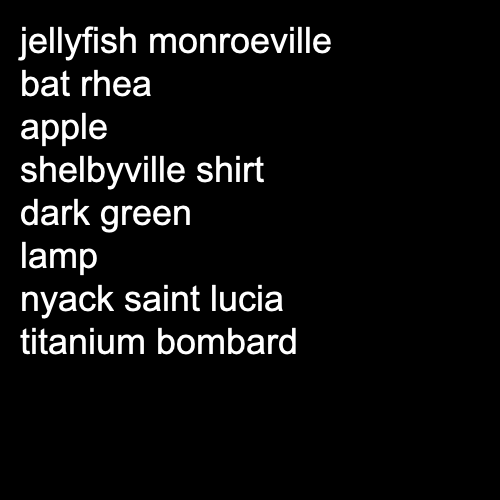 jellyfish monroeville
bat rhea
apple
shelbyville shirt
dark green
lamp
nyack saint lucia
titanium bombard